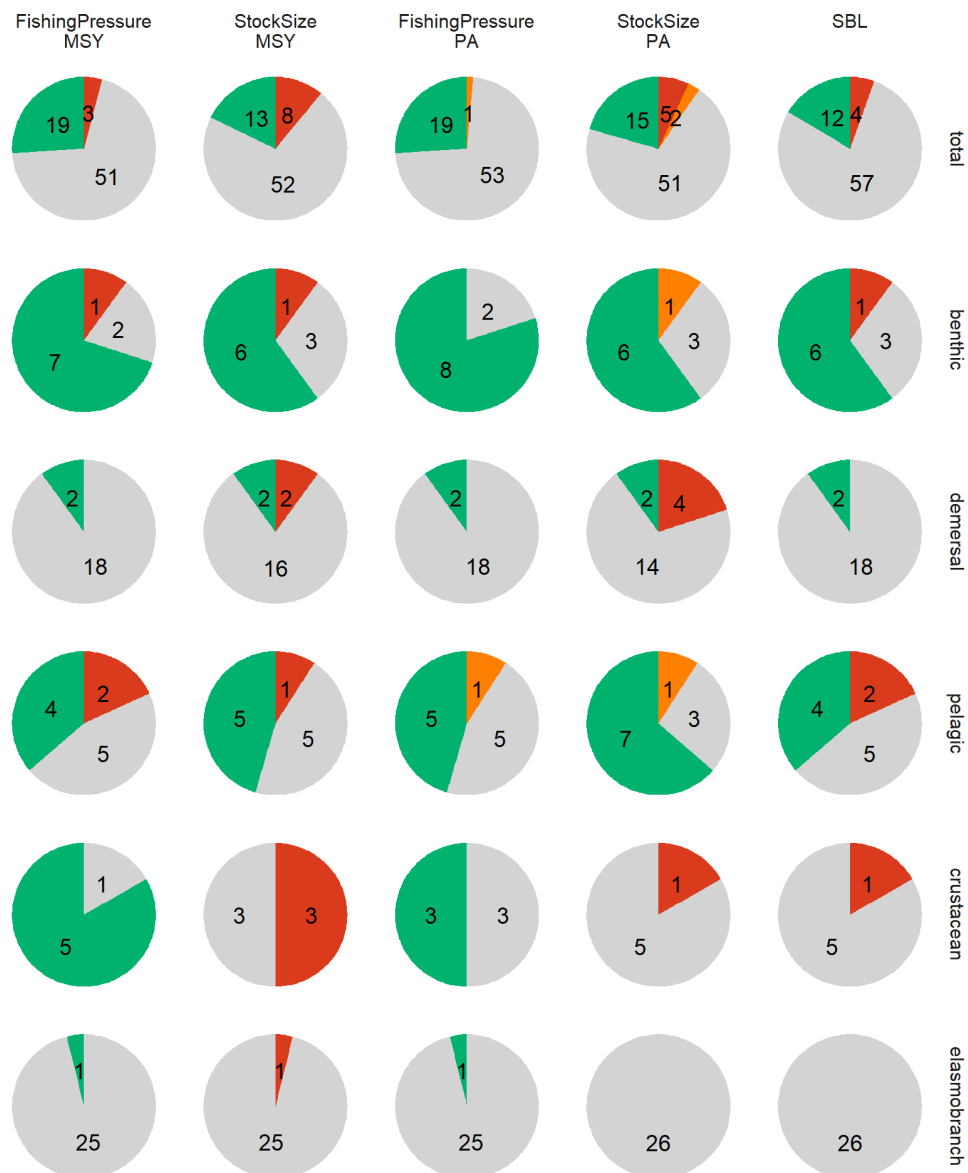 FishingPressure StockSize FishingPressure StockSize SBL
MSY MSY PA PA
19 3 13 8 19 1 15 5 2 12 4 total
51 52 53 51 57
1 1 2 1 1 benthic
2 3 3 3
7 6 8 6 6
2 2 2 2 2 4 2 demersal
18 16 18 14 18
4 2 5 1 5 1 7 1 4 2 pelagic
5 5 5 3 5
1 3 3 3 3 1 1 crustacean
5 5 5
1 1 1 elasmobranch
25 25 25 26 26